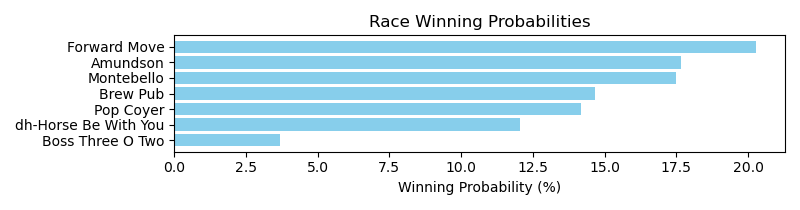 Race Winning Probabilities
Forward Move
Amundson
Montebello
Brew Pub
Pop Coyer
dh-Horse Be With You
Boss Three O Two
0.0 2.5 5.0 7.5 10.0 12.5 15.0 17.5 20.0
Winning Probability (%)